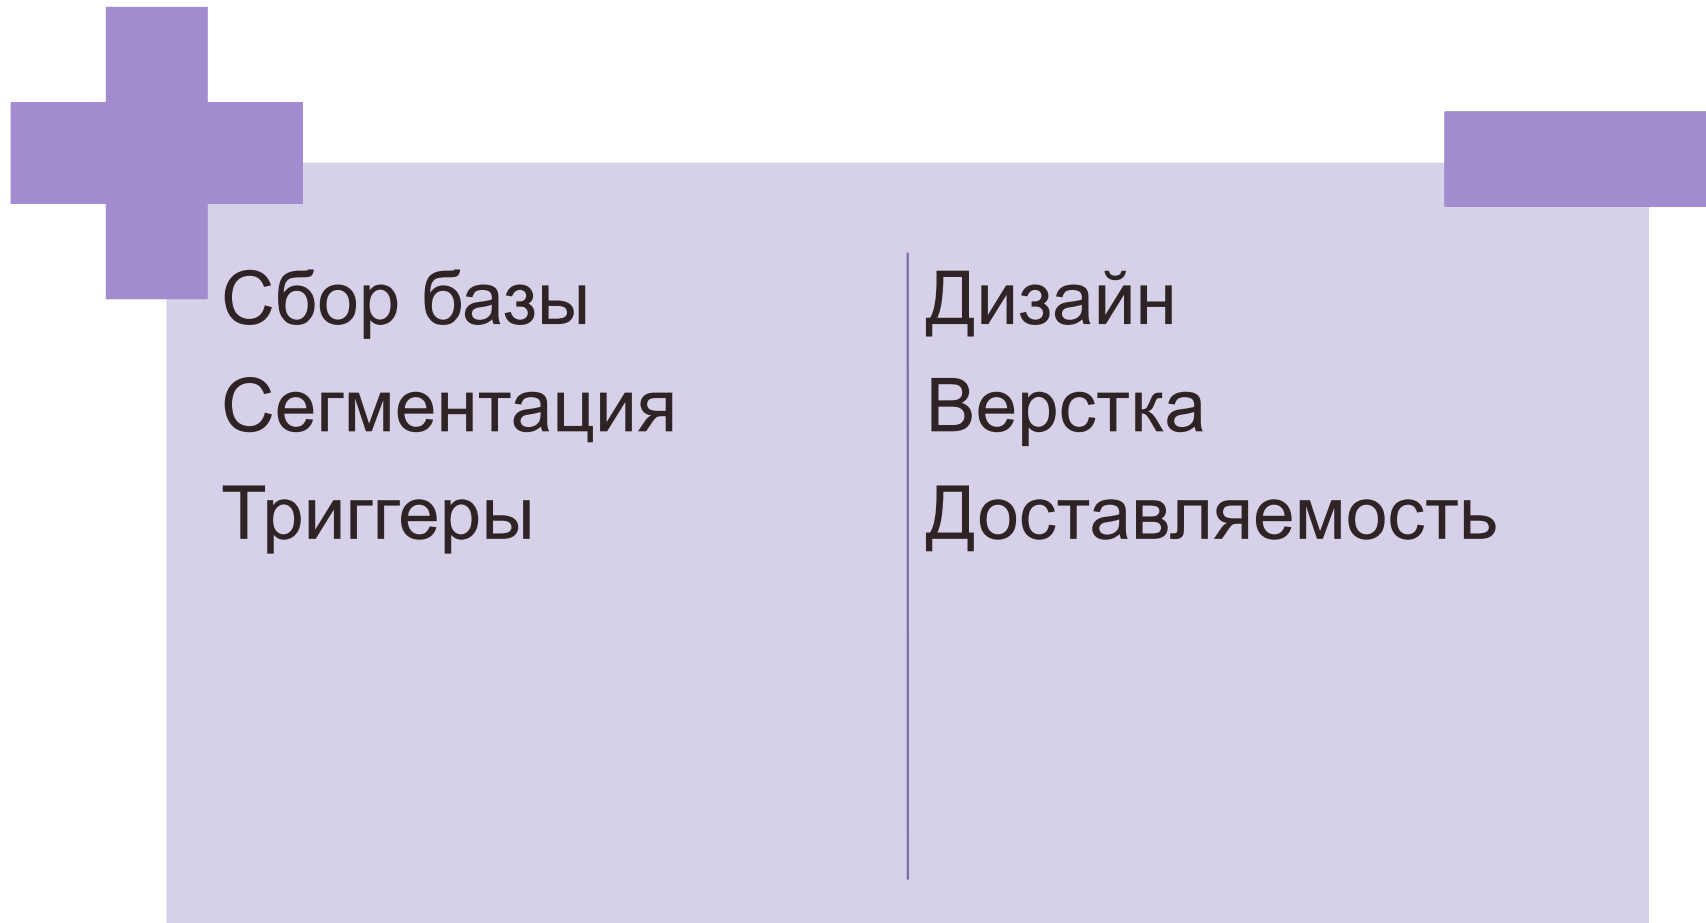 Сбор базы
Сегментация
Триггеры
Дизайн
Верстка
Доставляемость